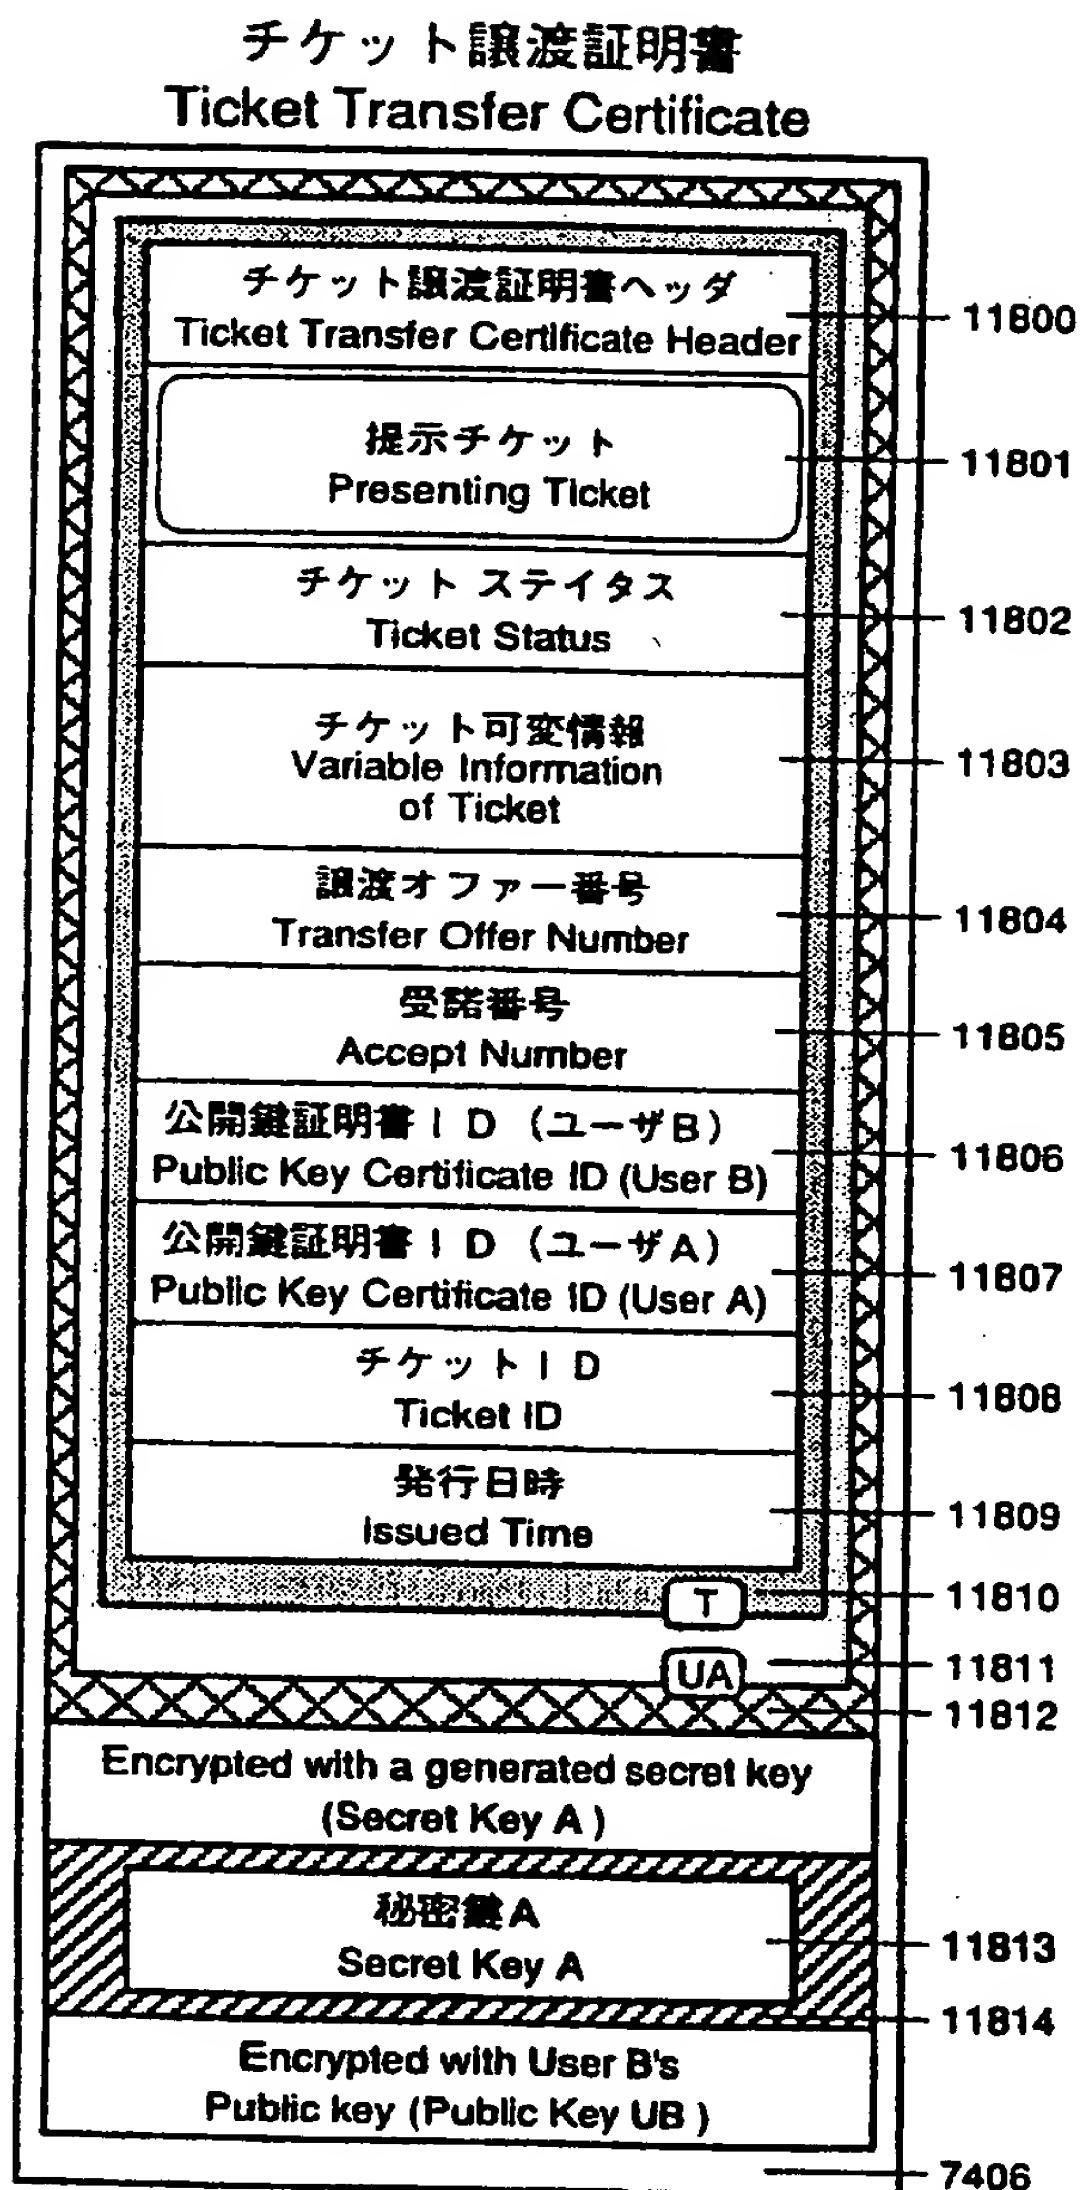 チケット譲渡証明書
Ticket Transfer Certificate
チケット譲渡証明書ヘッダ
Ticket Transfer Certificate Header
11800
提示チケット
Presenting Ticket
11801
チケット ステイタス
Ticket Status
11802
チケット可変情報
Variable Information
of Ticket
11803
譲渡オファー番号
Transfer Offer Number
11804
受諾番号
Accept Number
11805
公開鍵証明書ID (ユーザB)
Public Key Certificate ID (User B)
11806
公開鍵証明書ID (ユーザA)
Public Key Certificate ID (User A)
11807
チケットID
Ticket ID
11808
発行日時
Issued Time
11809
T
11810
UA
11811
11812
Encrypted with a generated secret key
(Secret Key A )
秘密鍵A
Secret Key A
11813
11814
Encrypted with User B's
Public key (Public Key UB )
7406